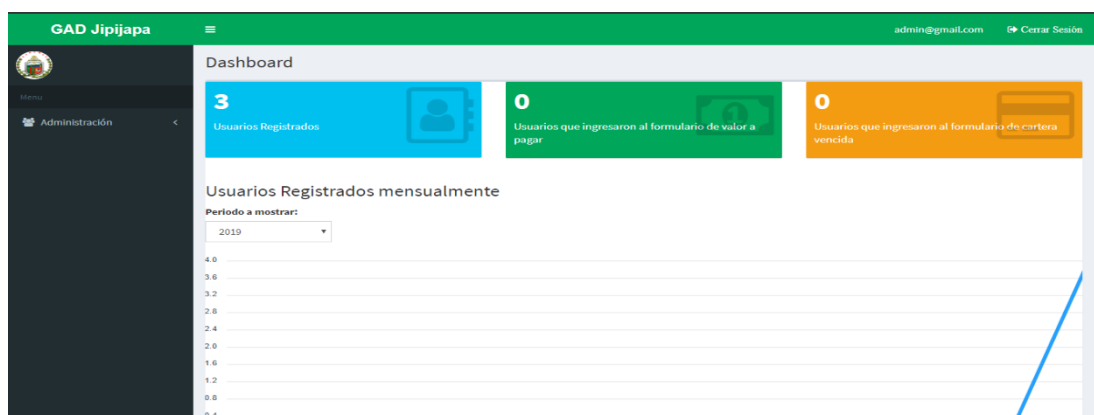 GAD Jipijapa
admin@gmail.com
Cerrar Sesión
Menu
Administración
Dashboard
3
Usuarios Registrados
0
Usuarios que ingresaron al formulario de valor a
pagar
0
Usuarios que ingresaron al formulario de cartera
vencida
Usuarios Registrados mensualmente
Periodo a mostrar:
2019
4.0
3.6
3.2
2.8
2.4
2.0
1.6
1.2
0.8
0.4